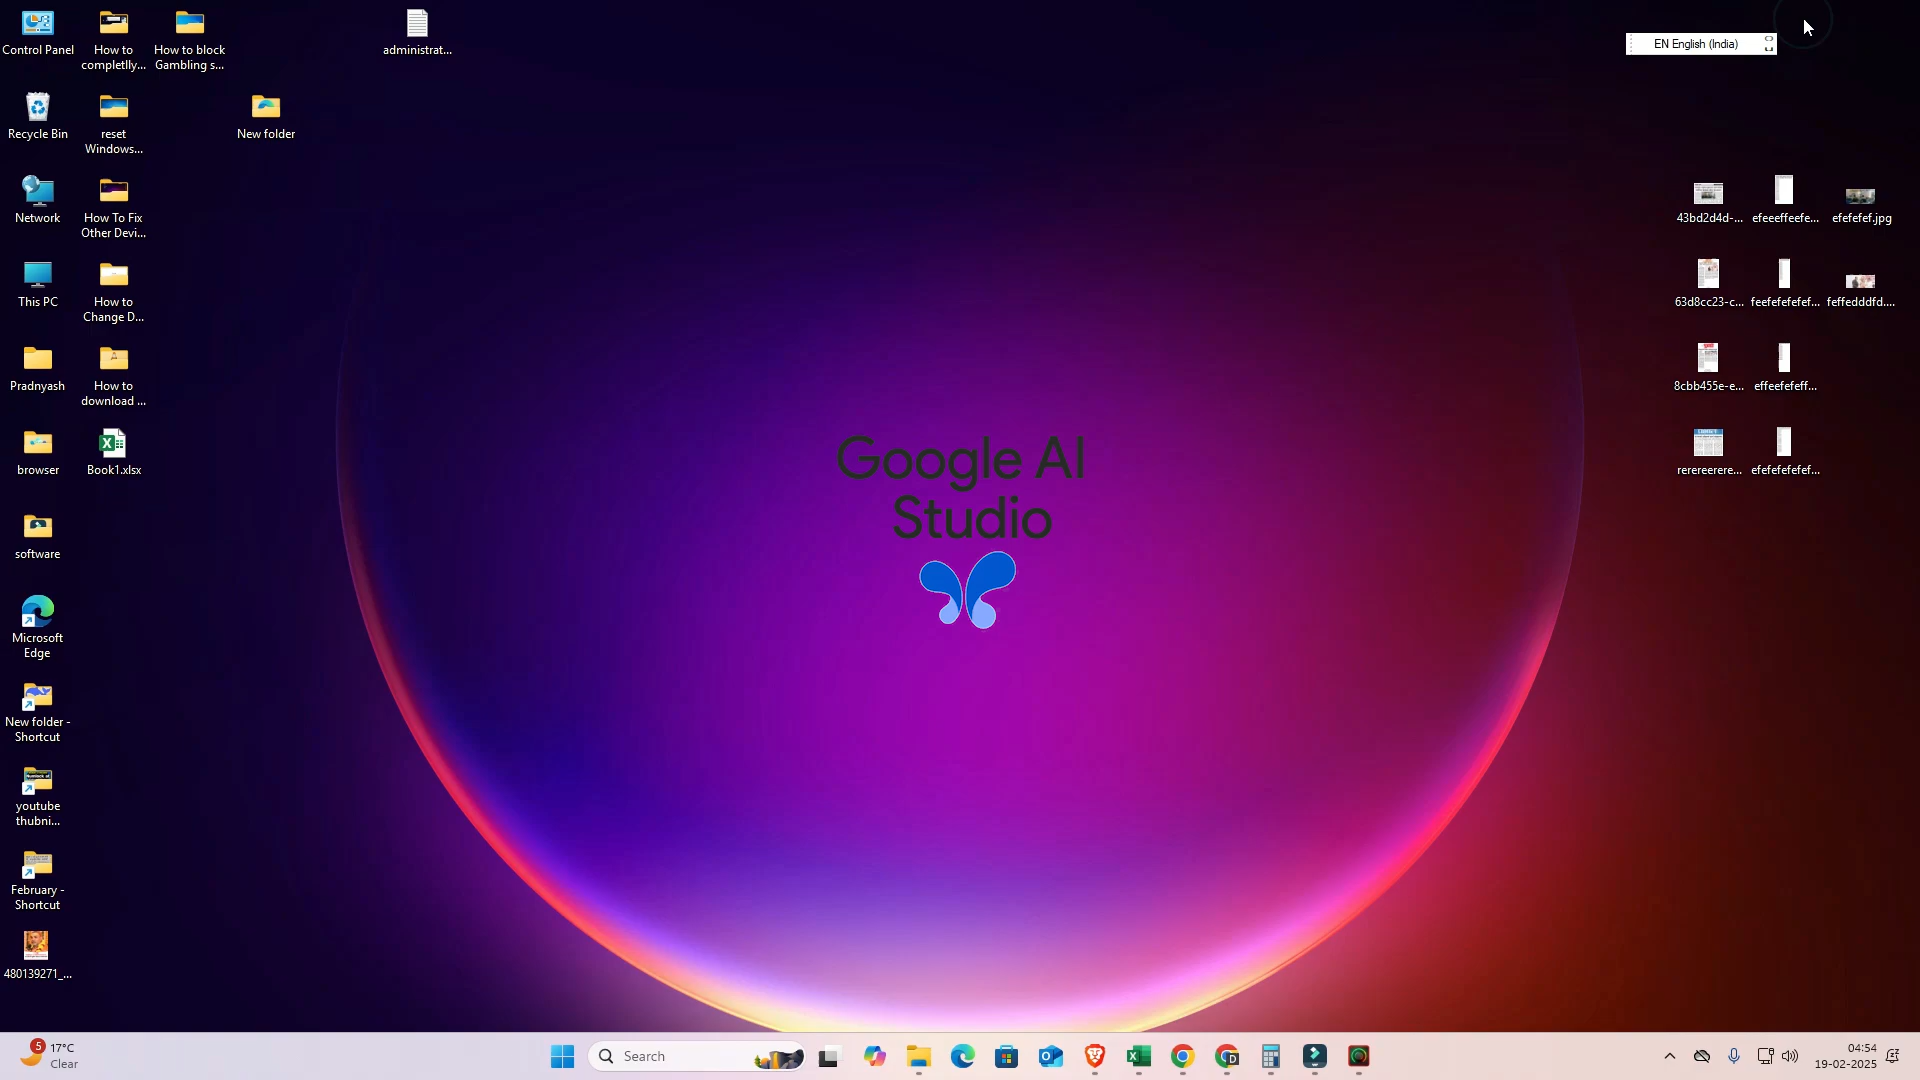 Control Panel
How to
completlly...
How to block
Gambling s...
administrat...
EN English (India)
Recycle Bin
reset
Windows...
New folder
Network
How To Fix
Other Devi...
43bd2d4d-...
efeeeffeefe...
efefefef.jpg
This PC
How to
Change D...
63d8cc23-c...
feefefefefef...
feffedddfd....
Pradnyash
How to
download ...
8cbb455e-e...
effeefefeff...
browser
Book1.xlsx
rerereerere...
efefefefefef...
Google AI
Studio
software
Microsoft
Edge
New folder -
Shortcut
youtube
thubni...
February -
Shortcut
480139271_...
5
17°C
Clear
Search
04:54
19-02-2025